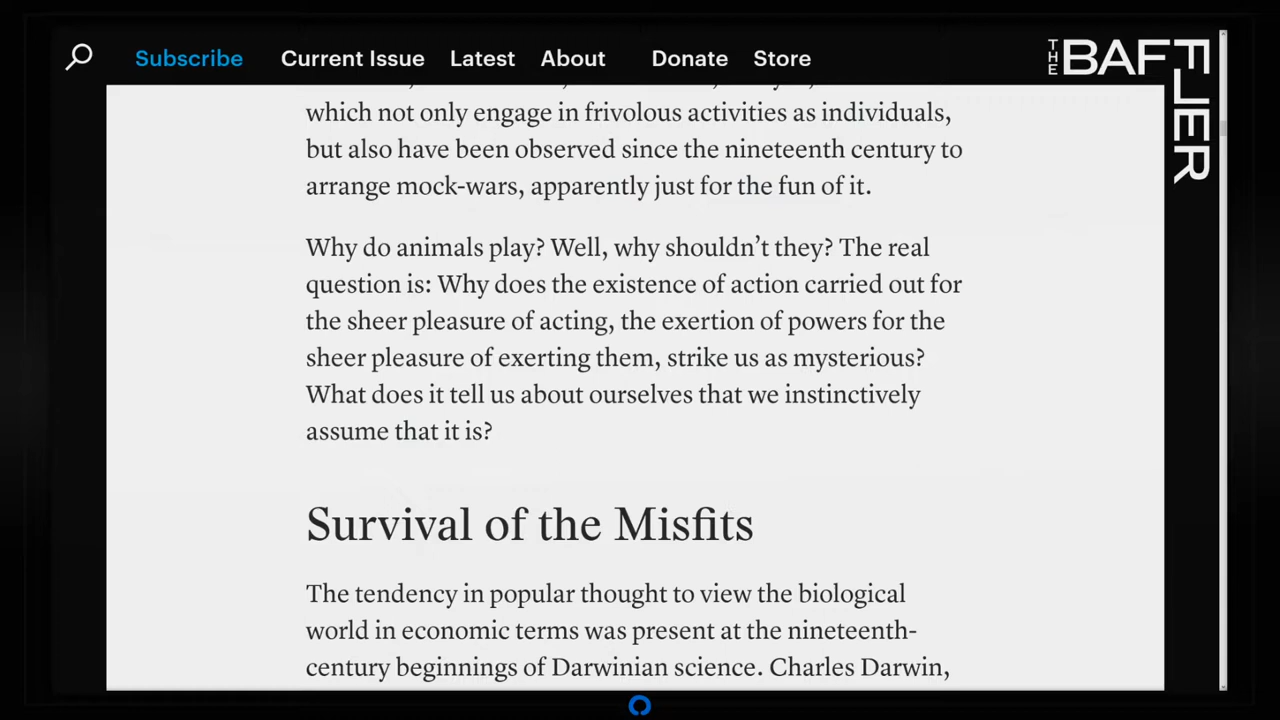 Subscribe Current Issue Latest About Donate Store
THE BAFFLER
which not only engage in frivolous activities as individuals,
but also have been observed since the nineteenth century to
arrange mock-wars, apparently just for the fun of it.
Why do animals play? Well, why shouldn’t they? The real
question is: Why does the existence of action carried out for
the sheer pleasure of acting, the exertion of powers for the
sheer pleasure of exerting them, strike us as mysterious?
What does it tell us about ourselves that we instinctively
assume that it is?
Survival of the Misfits
The tendency in popular thought to view the biological
world in economic terms was present at the nineteenth-
century beginnings of Darwinian science. Charles Darwin,